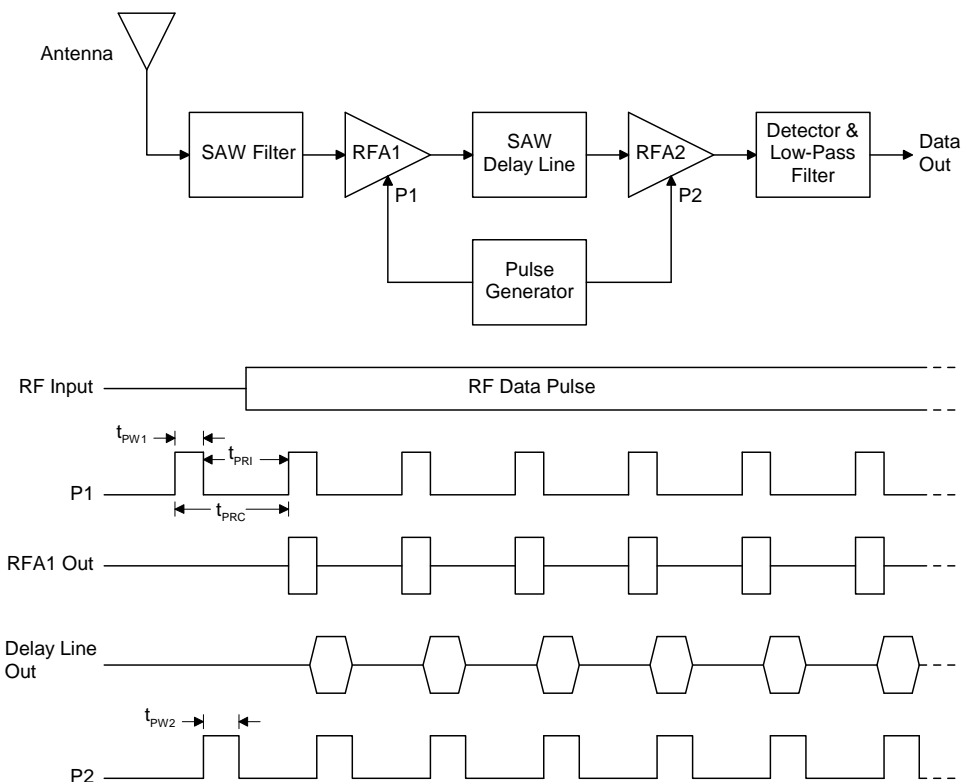 Antenna
SAW Filter
RFA1
SAW
Delay Line
RFA2
Detector &
Low-Pass
Filter
Data
Out
P1
P2
Pulse
Generator
RF Input
RF Data Pulse
tPW1
tPRI
P1
tPRC
RFA1 Out
Delay Line
Out
tPW2
P2